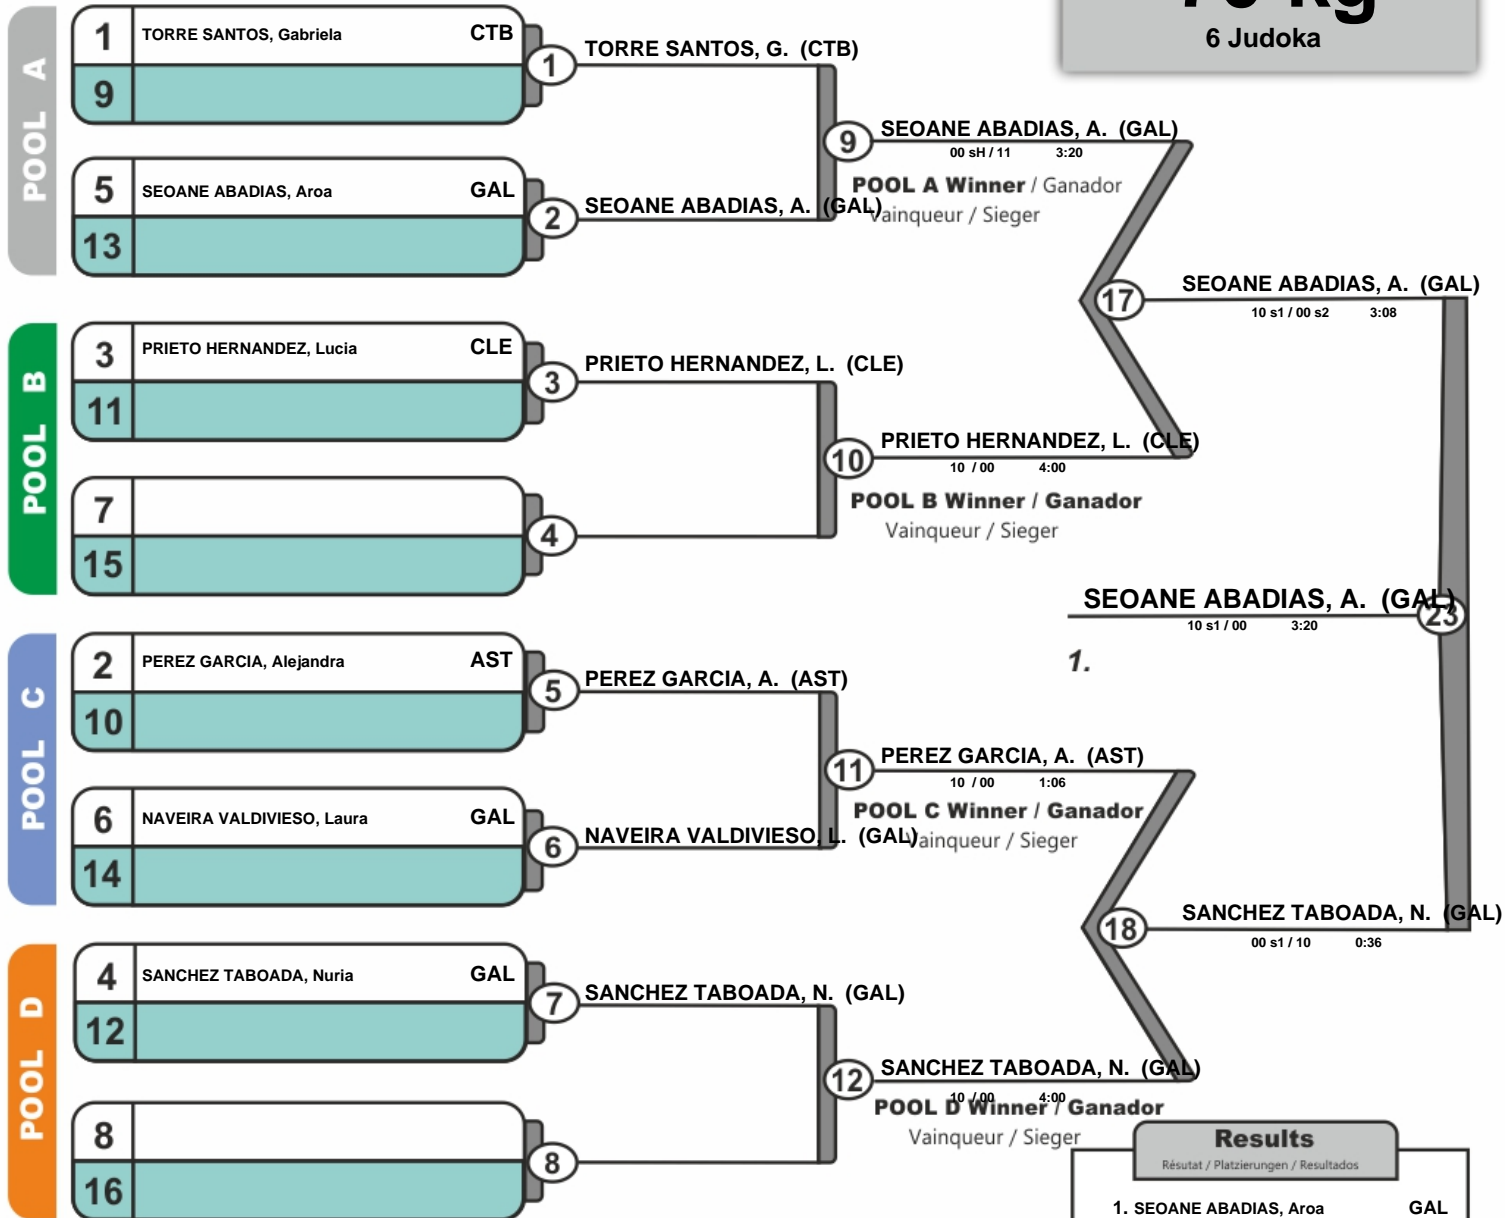 6 Judoka
POOL A
1 TORRE SANTOS, Gabriela CTB
9
5 SEOANE ABADIAS, Aroa GAL
13
1
TORRE SANTOS, G. (CTB)
2
SEOANE ABADIAS, A. (GAL)
9
SEOANE ABADIAS, A. (GAL)
00 sH / 11 3:20
POOL A Winner / Ganador
Vainqueur / Sieger
POOL B
3 PRIETO HERNANDEZ, Lucia CLE
11
7
15
3
PRIETO HERNANDEZ, L. (CLE)
4
10
PRIETO HERNANDEZ, L. (CLE)
10 / 00 4:00
POOL B Winner / Ganador
Vainqueur / Sieger
17
SEOANE ABADIAS, A. (GAL)
10 s1 / 00 s2 3:08
SEOANE ABADIAS, A. (GAL)
23
10 s1 / 00 3:20
1.
POOL C
2 PEREZ GARCIA, Alejandra AST
10
6 NAVEIRA VALDIVIESO, Laura GAL
14
5
PEREZ GARCIA, A. (AST)
6
NAVEIRA VALDIVIESO, L. (GAL)
11
PEREZ GARCIA, A. (AST)
10 / 00 1:06
POOL C Winner / Ganador
Vainqueur / Sieger
18
SANCHEZ TABOADA, N. (GAL)
00 s1 / 10 0:36
POOL D
4 SANCHEZ TABOADA, Nuria GAL
12
8
16
7
SANCHEZ TABOADA, N. (GAL)
8
12
SANCHEZ TABOADA, N. (GAL)
10 / 00 4:00
POOL D Winner / Ganador
Vainqueur / Sieger
Results
Résutat / Platzierungen / Resultados
1. SEOANE ABADIAS, Aroa GAL